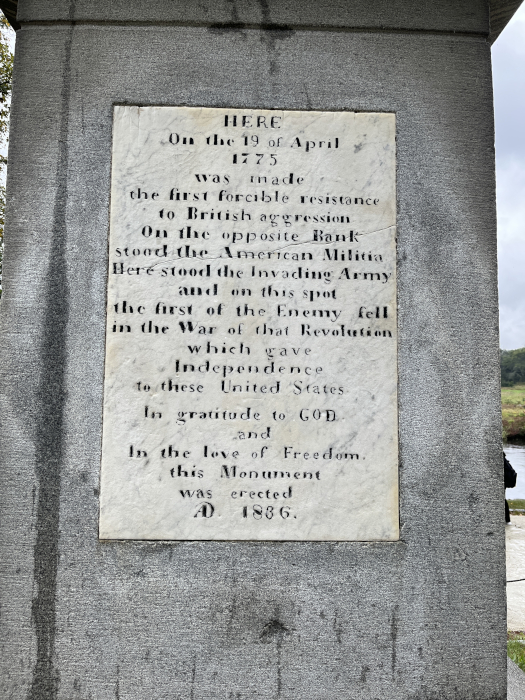 HERE
On the 19 of April
1775
was made
the first forcible resistance
to British aggression
On the opposite Bank
stood the American Militia
Here stood the Invading Army
and on this spot
the first of the Enemy fell
in the War of that Revolution
which gave
Independence
to these United States
In gratitude to GOD
and
In the love of Freedom.
this Monument
was erected
AD. 1836.